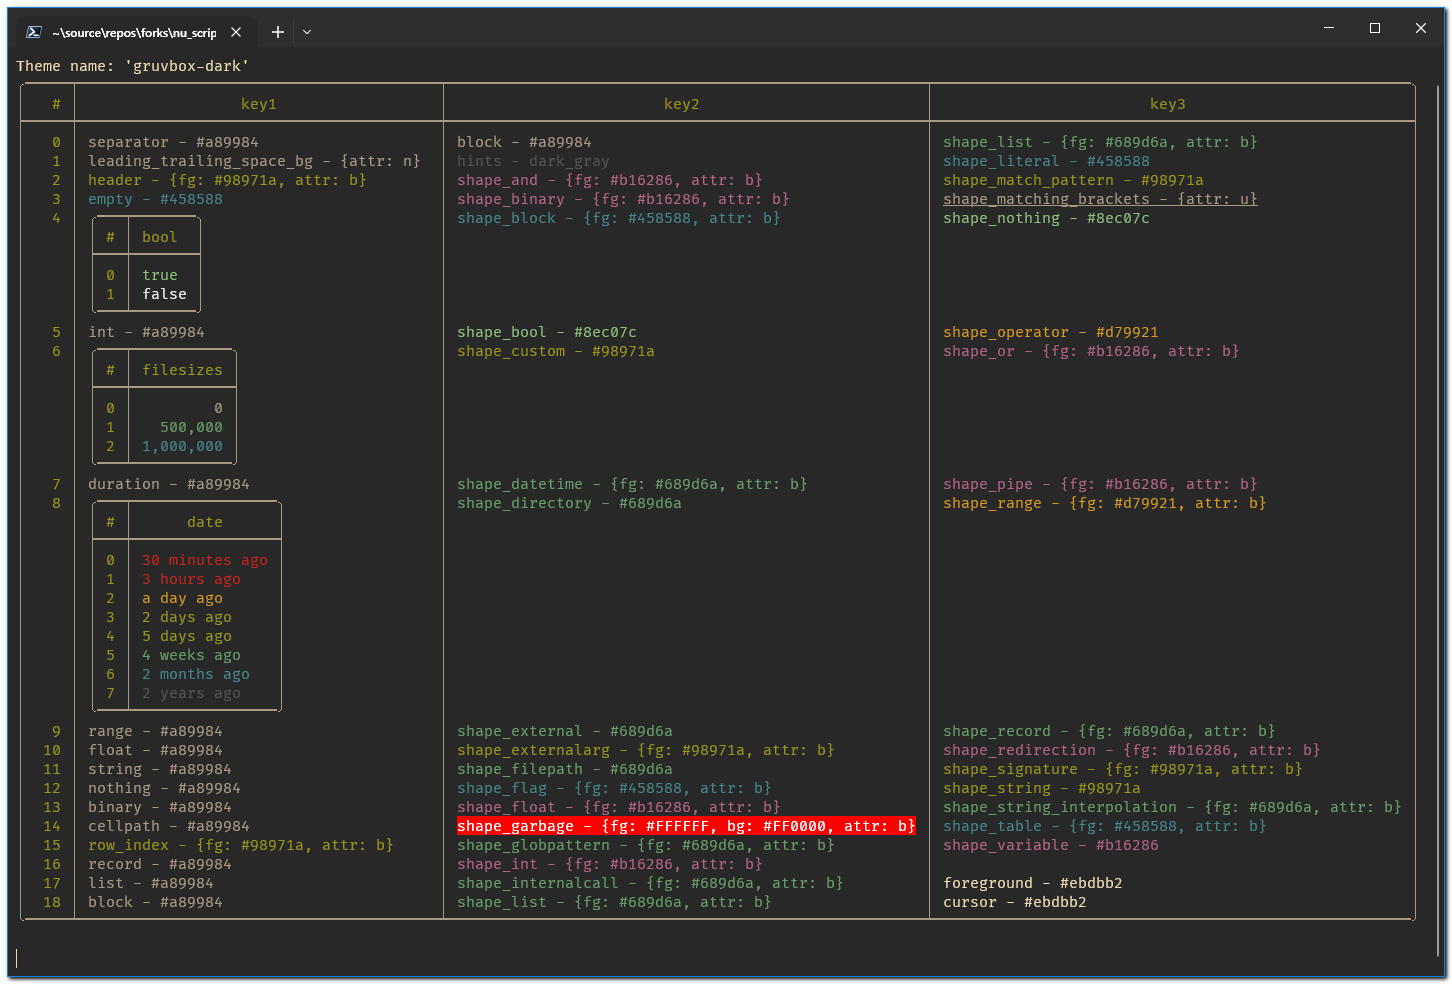 ~\source\repos\forks\nu_scrip
Theme name: 'gruvbox-dark'
# key1 key2 key3
0 separator - #a89984 block - #a89984 shape_list - {fg: #689d6a, attr: b}
1 leading_trailing_space_bg - {attr: n} hints - dark_gray shape_literal - #458588
2 header - {fg: #98971a, attr: b} shape_and - {fg: #b16286, attr: b} shape_match_pattern - #98971a
3 empty - #458588 shape_binary - {fg: #b16286, attr: b} shape_matching_brackets - {attr: u}
4 shape_block - {fg: #458588, attr: b} shape_nothing - #8ec07c
# bool
0 true
1 false
5 int - #a89984 shape_bool - #8ec07c shape_operator - #d79921
6 shape_custom - #98971a shape_or - {fg: #b16286, attr: b}
# filesizes
0 0
1 500,000
2 1,000,000
7 duration - #a89984 shape_datetime - {fg: #689d6a, attr: b} shape_pipe - {fg: #b16286, attr: b}
8 shape_directory - #689d6a shape_range - {fg: #d79921, attr: b}
# date
0 30 minutes ago
1 3 hours ago
2 a day ago
3 2 days ago
4 5 days ago
5 4 weeks ago
6 2 months ago
7 2 years ago
9 range - #a89984 shape_external - #689d6a shape_record - {fg: #689d6a, attr: b}
10 float - #a89984 shape_externalarg - {fg: #98971a, attr: b} shape_redirection - {fg: #b16286, attr: b}
11 string - #a89984 shape_filepath - #689d6a shape_signature - {fg: #98971a, attr: b}
12 nothing - #a89984 shape_flag - {fg: #458588, attr: b} shape_string - #98971a
13 binary - #a89984 shape_float - {fg: #b16286, attr: b} shape_string_interpolation - {fg: #689d6a, attr: b}
14 cellpath - #a89984 shape_garbage - {fg: #FFFFFF, bg: #FF0000, attr: b} shape_table - {fg: #458588, attr: b}
15 row_index - {fg: #98971a, attr: b} shape_globpattern - {fg: #689d6a, attr: b} shape_variable - #b16286
16 record - #a89984 shape_int - {fg: #b16286, attr: b}
17 list - #a89984 shape_internalcall - {fg: #689d6a, attr: b} foreground - #ebdbb2
18 block - #a89984 shape_list - {fg: #689d6a, attr: b} cursor - #ebdbb2